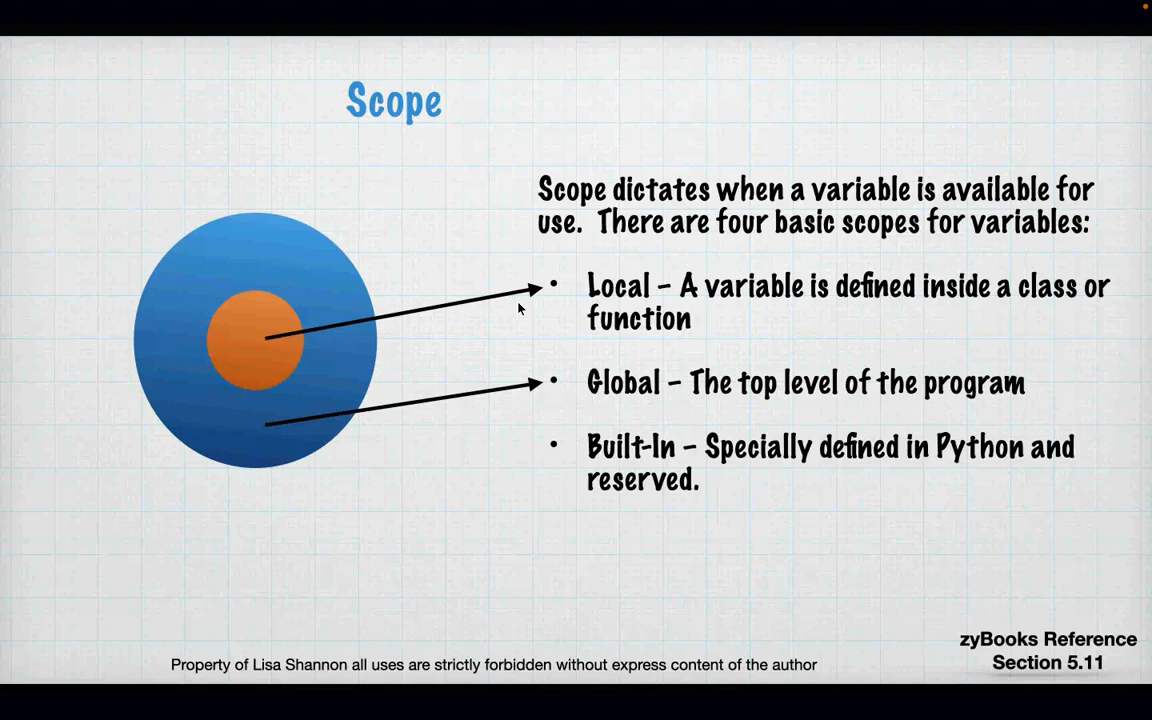 Scope
Scope dictates when a variable is available for
use. There are four basic scopes for variables:
• Local – A variable is defined inside a class or
function
• Global – The top level of the program
• Built-In – Specially defined in Python and
reserved.
zyBooks Reference
Section 5.11
Property of Lisa Shannon all uses are strictly forbidden without express content of the author